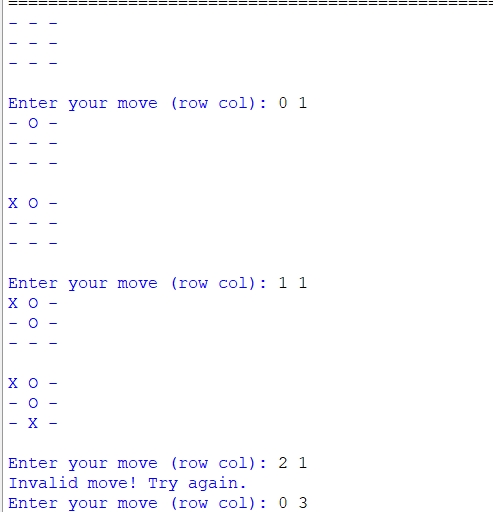 ==================================================
- - -
- - -
- - -
Enter your move (row col): 0 1
- O -
- - -
- - -
X O -
- - -
- - -
Enter your move (row col): 1 1
X O -
- O -
- - -
X O -
- O -
- X -
Enter your move (row col): 2 1
Invalid move! Try again.
Enter your move (row col): 0 3